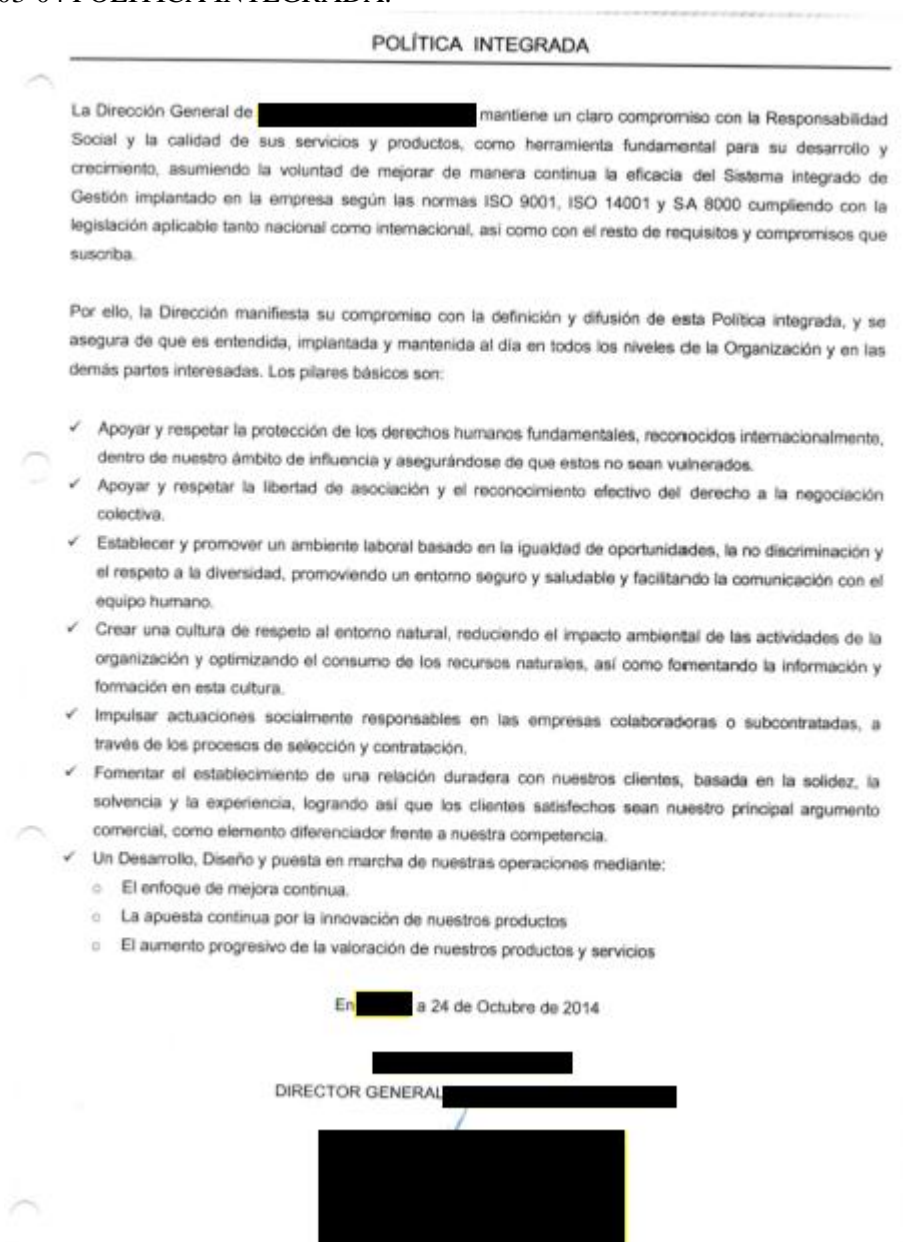 05-04 POLÍTICA INTEGRADA.
POLÍTICA INTEGRADA
La Dirección General de mantiene un claro compromiso con la Responsabilidad
Social y la calidad de sus servicios y productos, como herramienta fundamental para su desarrollo y
crecimiento, asumiendo la voluntad de mejorar de manera continua la eficacia del Sistema integrado de
Gestión implantado en la empresa según las normas ISO 9001, ISO 14001 y SA 8000 cumpliendo con la
legislación aplicable tanto nacional como internacional, así como con el resto de requisitos y compromisos que
suscriba.
Por ello, la Dirección manifiesta su compromiso con la definición y difusión de esta Política integrada, y se
asegura de que es entendida, implantada y mantenida al día en todos los niveles de la Organización y en las
demás partes interesadas. Los pilares básicos son:
✓ Apoyar y respetar la protección de los derechos humanos fundamentales, reconocidos internacionalmente,
dentro de nuestro ámbito de influencia y asegurándose de que estos no sean vulnerados.
✓ Apoyar y respetar la libertad de asociación y el reconocimiento efectivo del derecho a la negociación
colectiva.
✓ Establecer y promover un ambiente laboral basado en la igualdad de oportunidades, la no discriminación y
el respeto a la diversidad, promoviendo un entorno seguro y saludable y facilitando la comunicación con el
equipo humano.
✓ Crear una cultura de respeto al entorno natural, reduciendo el impacto ambiental de las actividades de la
organización y optimizando el consumo de los recursos naturales, así como fomentando la información y
formación en esta cultura.
✓ Impulsar actuaciones socialmente responsables en las empresas colaboradoras o subcontratadas, a
través de los procesos de selección y contratación.
✓ Fomentar el establecimiento de una relación duradera con nuestros clientes, basada en la solidez, la
solvencia y la experiencia, logrando así que los clientes satisfechos sean nuestro principal argumento
comercial, como elemento diferenciador frente a nuestra competencia.
✓ Un Desarrollo, Diseño y puesta en marcha de nuestras operaciones mediante:
○ El enfoque de mejora continua.
○ La apuesta continua por la innovación de nuestros productos
○ El aumento progresivo de la valoración de nuestros productos y servicios
En a 24 de Octubre de 2014
DIRECTOR GENERAL